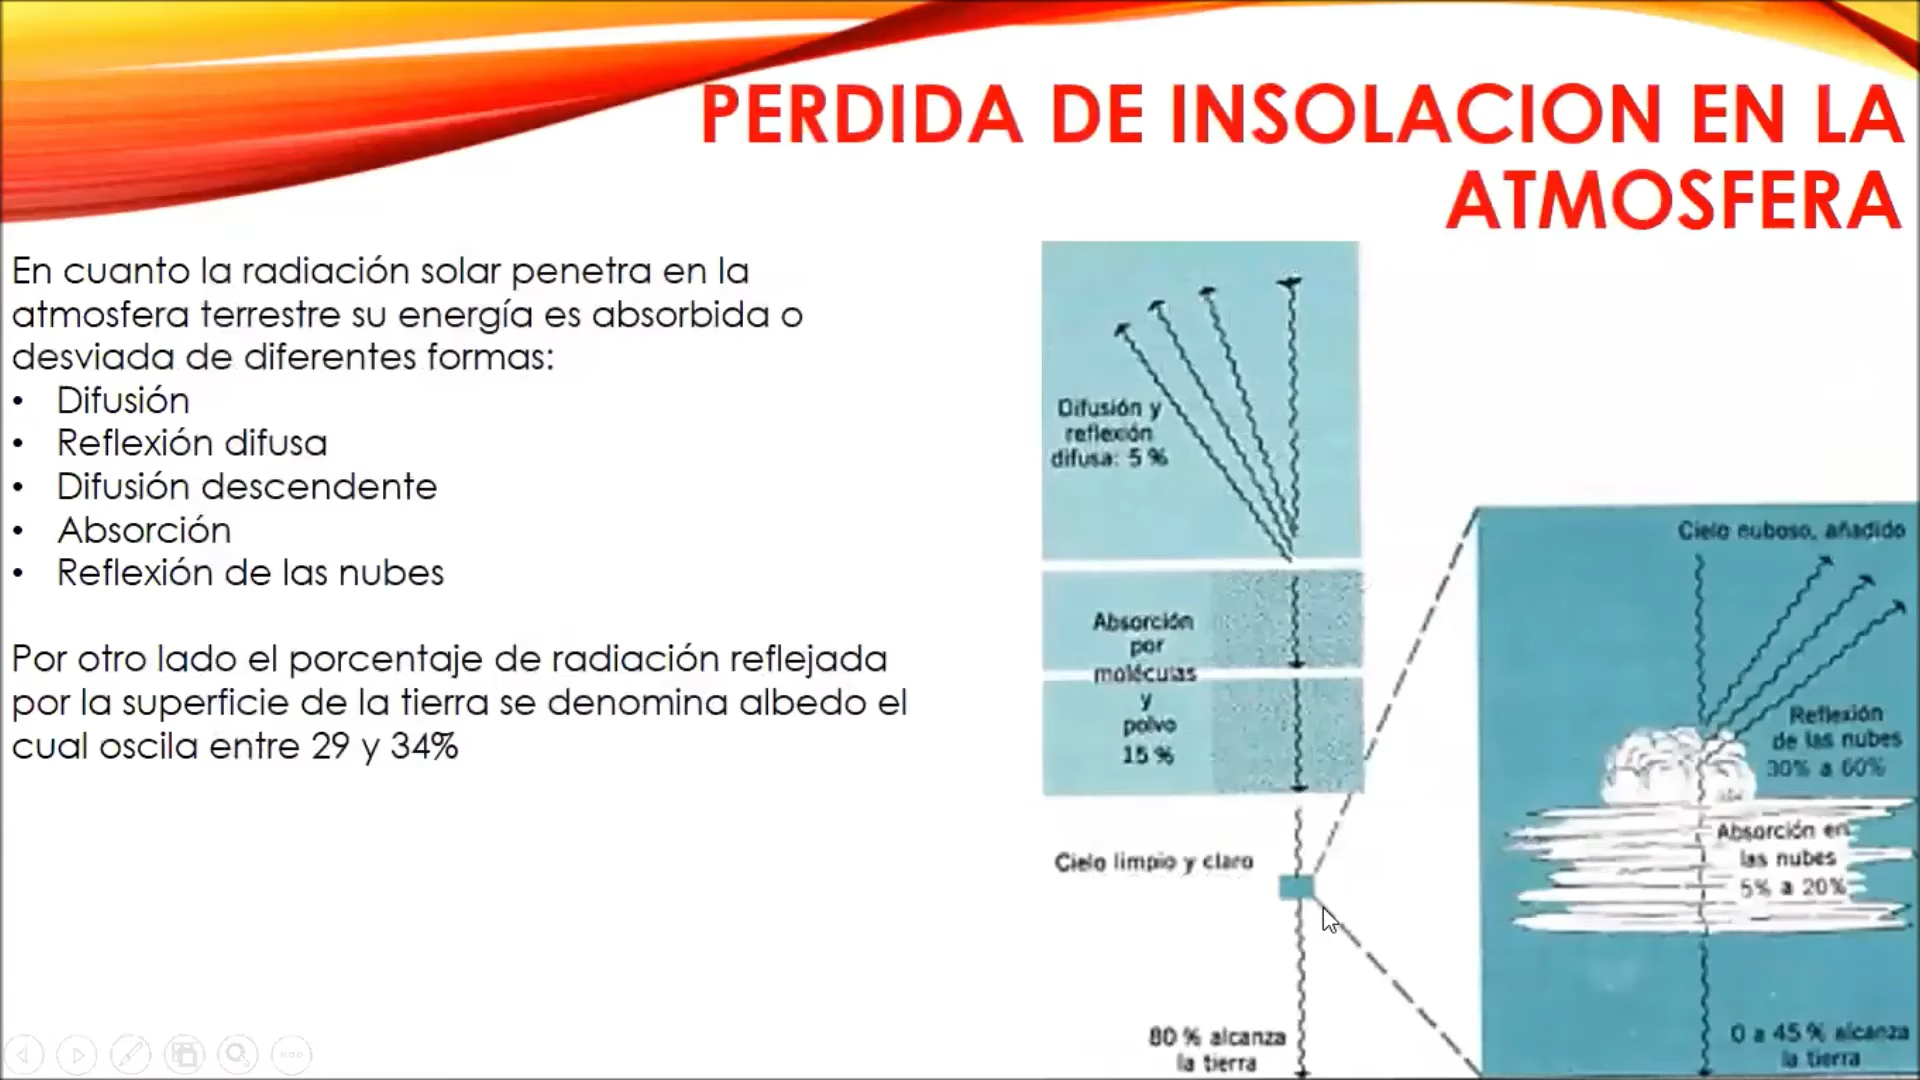 PERDIDA DE INSOLACION EN LA
ATMOSFERA
En cuanto la radiación solar penetra en la
atmosfera terrestre su energía es absorbida o
desviada de diferentes formas:
• Difusión
• Reflexión difusa
• Difusión descendente
• Absorción
• Reflexión de las nubes
Por otro lado el porcentaje de radiación reflejada
por la superficie de la tierra se denomina albedo el
cual oscila entre 29 y 34%
Difusión y
reflexión
difusa: 5 %
Absorción
por
moléculas
y
polvo
15 %
Cielo limpio y claro
80 % alcanza
la tierra
Cielo nuboso, añadido
Reflexión
de las nubes
30% a 60%
Absorción en
las nubes
5% a 20%
0 a 45 % alcanza
la tierra